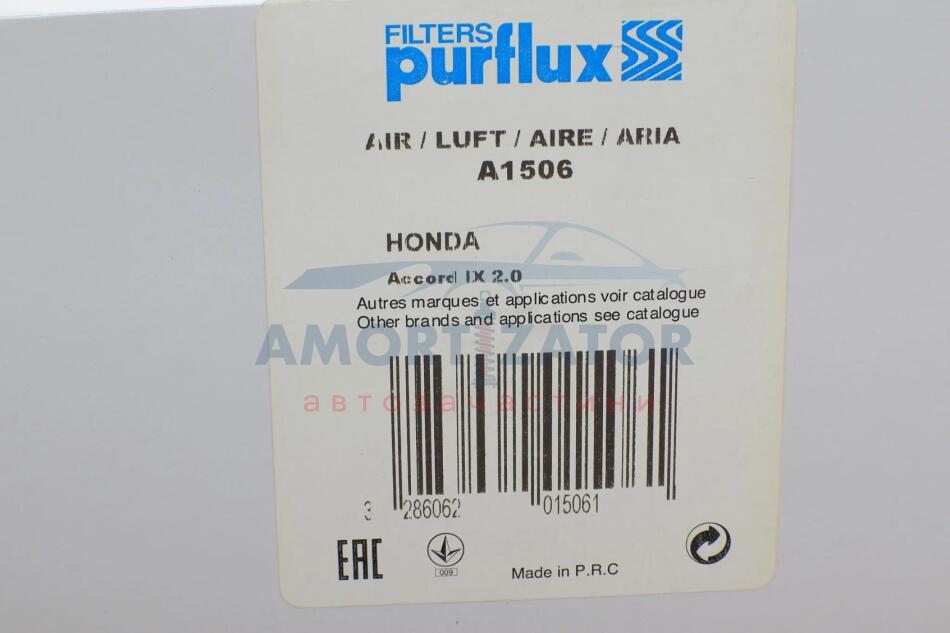 FILTERS
purflux
AIR / LUFT / AIRE / ARIA
A1506
HONDA
Accord IX 2.0
Autres marques et applications voir catalogue
Other brands and applications see catalogue
AMORTIZATOR
автозапчастини
3 286062 015061
EAC
009
Made in P.R.C